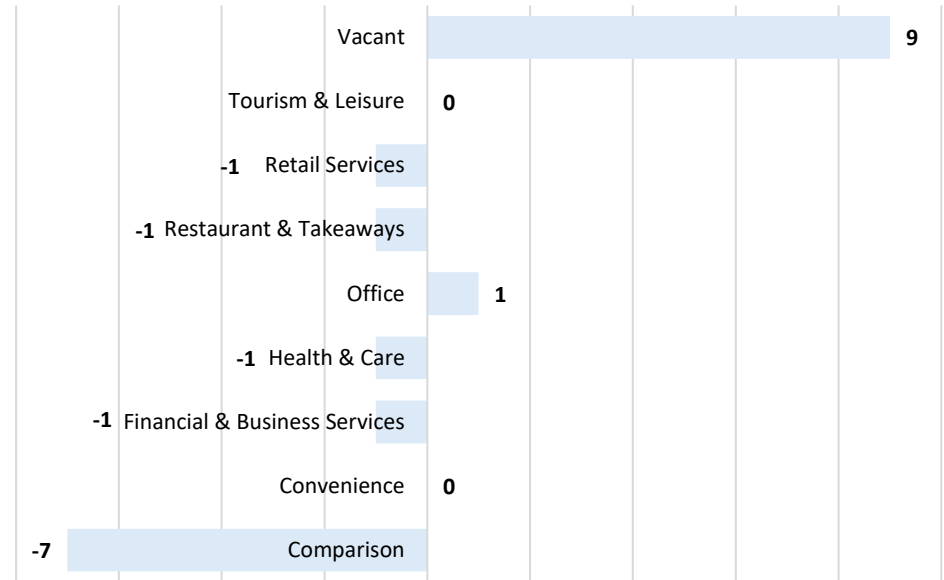 Vacant 9
Tourism & Leisure 0
-1 Retail Services
-1 Restaurant & Takeaways
Office 1
-1 Health & Care
-1 Financial & Business Services
Convenience 0
-7 Comparison